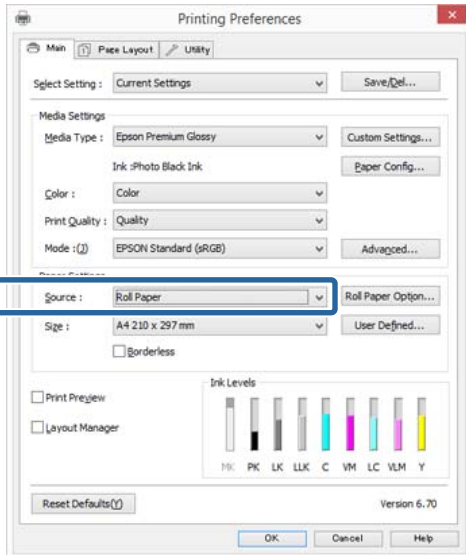 Printing Preferences
Main Page Layout Utility
Select Setting : Current Settings Save/Del...
Media Settings
Media Type : Epson Premium Glossy Custom Settings...
Ink :Photo Black Ink Paper Config...
Color : Color
Print Quality : Quality
Mode :(J) EPSON Standard (sRGB) Advanced...
Paper Settings
Source : Roll Paper Roll Paper Option...
Size : A4 210 x 297 mm User Defined...
Borderless
Ink Levels
Print Preview
Layout Manager
MK PK LK LLK C VM LC VLM Y
Reset Defaults(Y) Version 6.70
OK Cancel Help